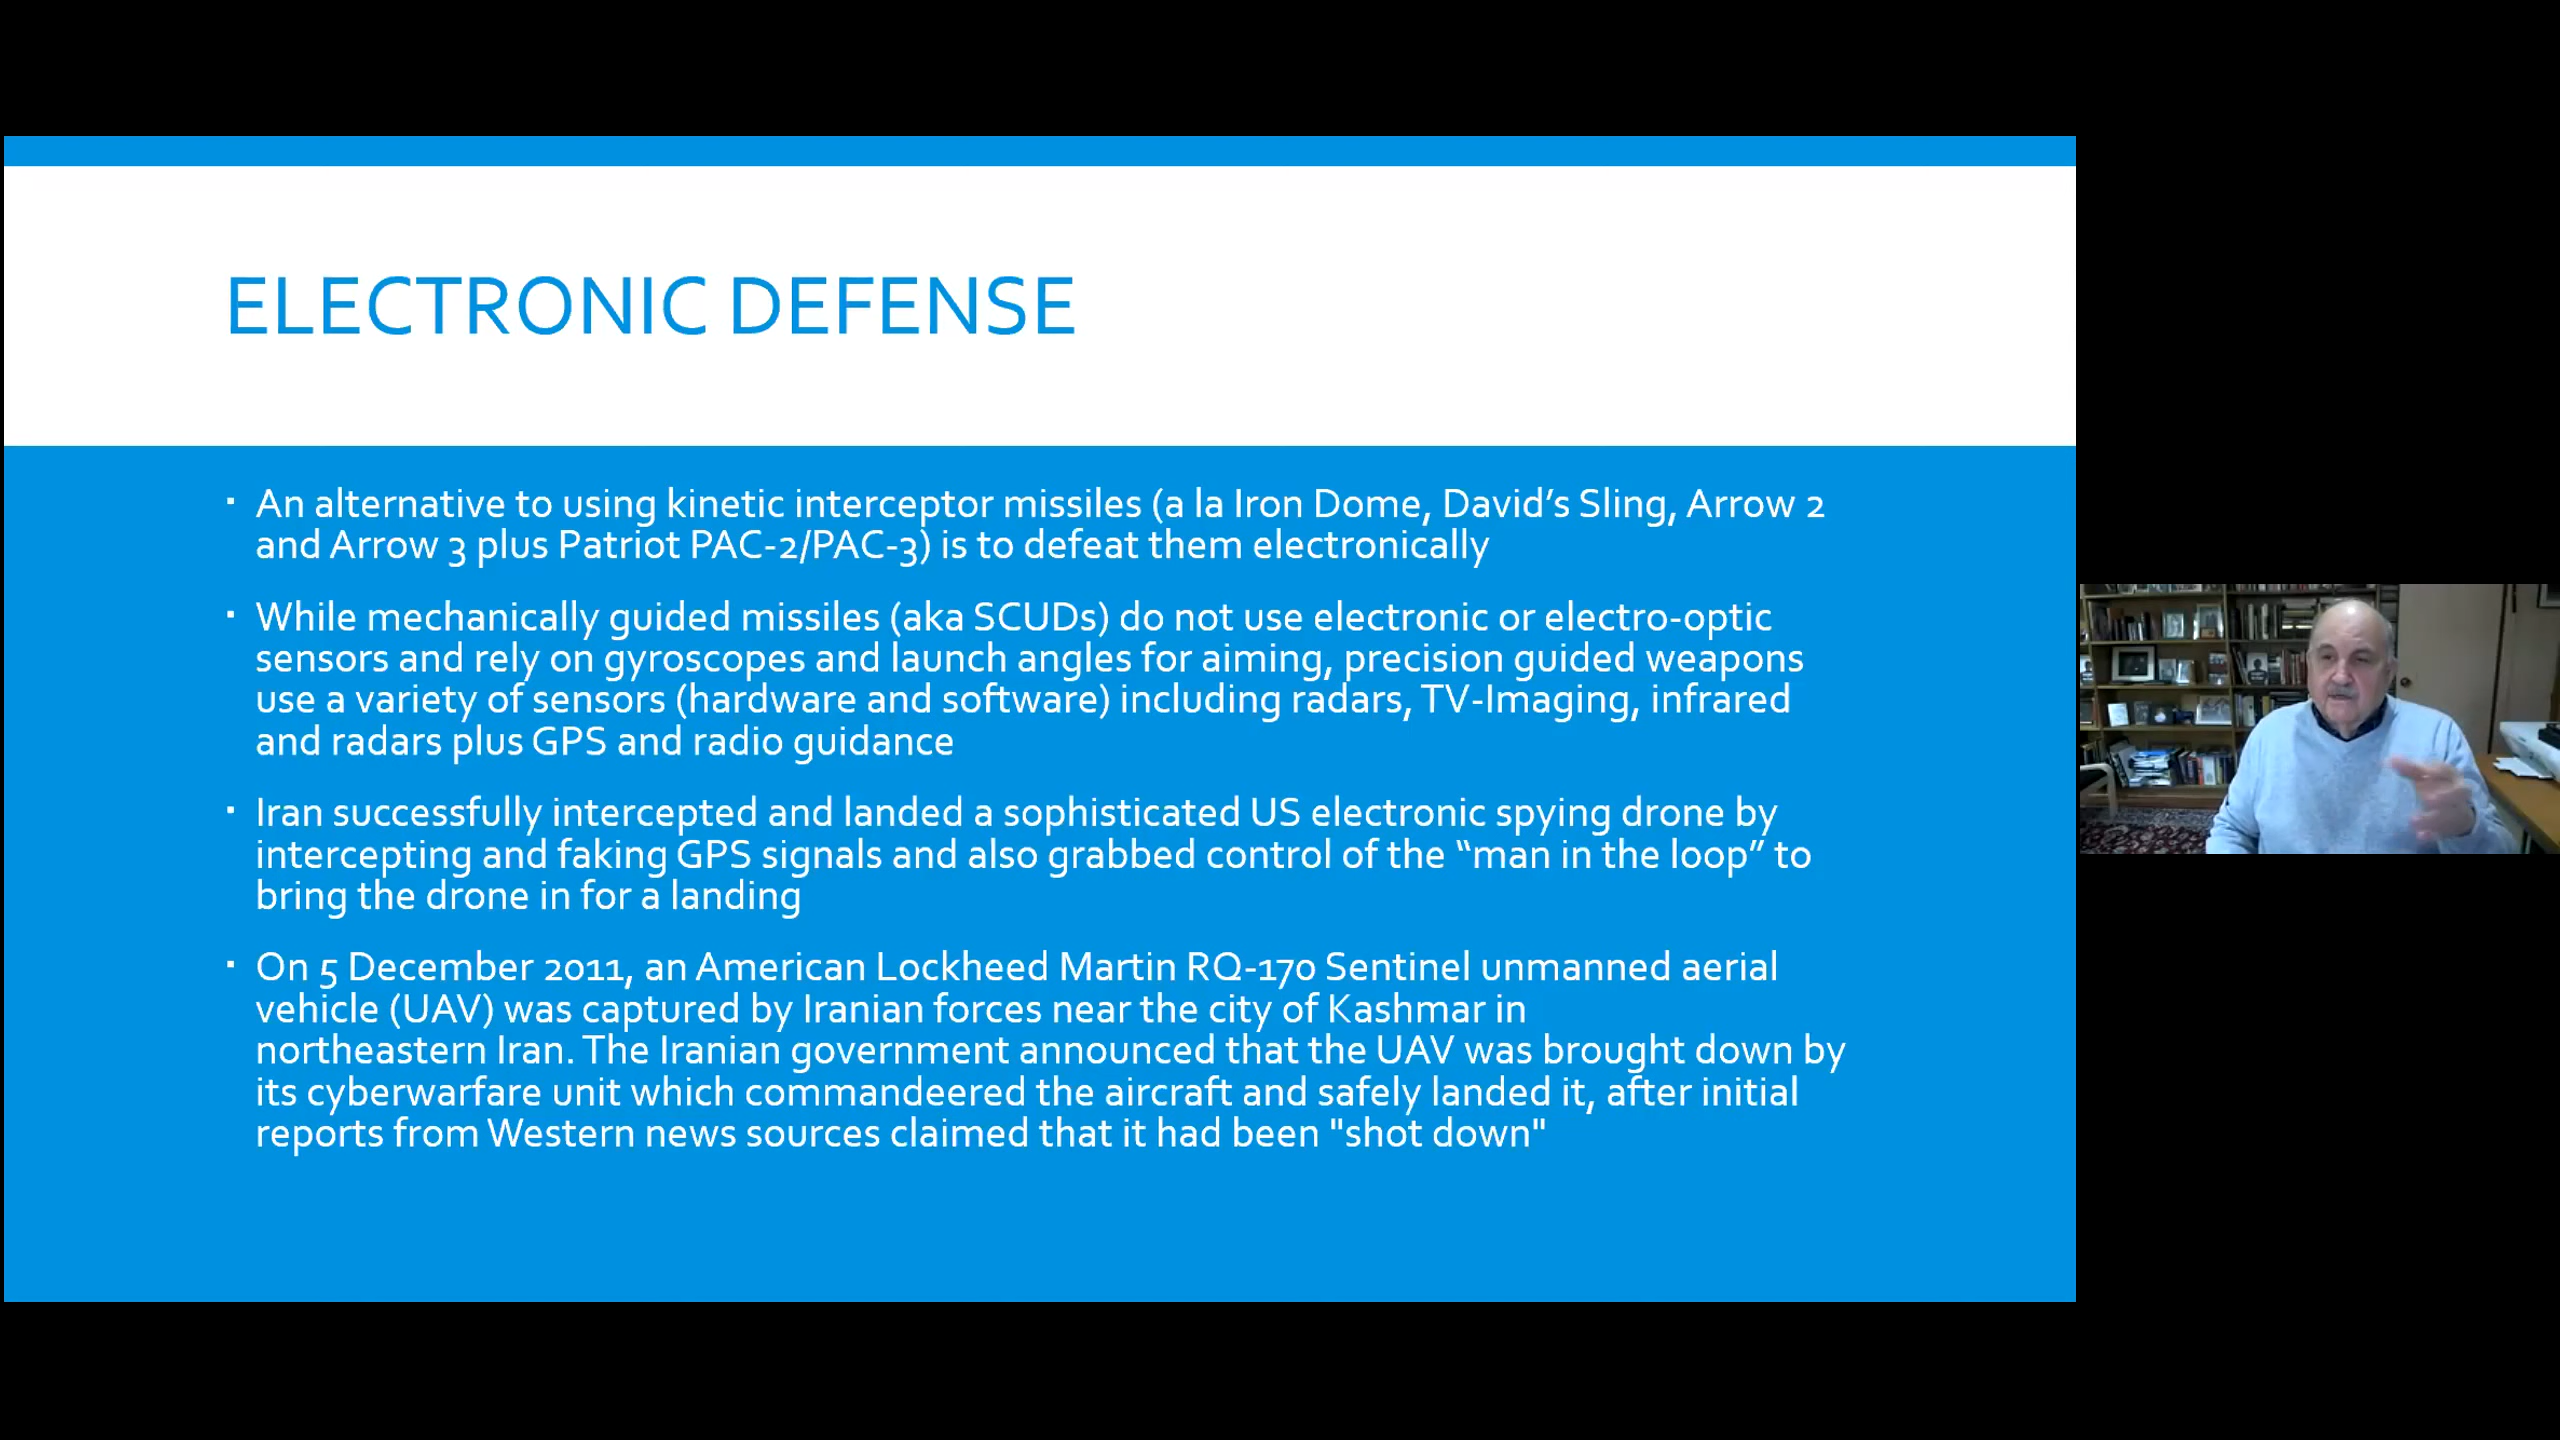 ELECTRONIC DEFENSE
▪ An alternative to using kinetic interceptor missiles (a la Iron Dome, David’s Sling, Arrow 2
and Arrow 3 plus Patriot PAC-2/PAC-3) is to defeat them electronically
▪ While mechanically guided missiles (aka SCUDs) do not use electronic or electro-optic
sensors and rely on gyroscopes and launch angles for aiming, precision guided weapons
use a variety of sensors (hardware and software) including radars, TV-Imaging, infrared
and radars plus GPS and radio guidance
▪ Iran successfully intercepted and landed a sophisticated US electronic spying drone by
intercepting and faking GPS signals and also grabbed control of the “man in the loop” to
bring the drone in for a landing
▪ On 5 December 2011, an American Lockheed Martin RQ-170 Sentinel unmanned aerial
vehicle (UAV) was captured by Iranian forces near the city of Kashmar in
northeastern Iran. The Iranian government announced that the UAV was brought down by
its cyberwarfare unit which commandeered the aircraft and safely landed it, after initial
reports from Western news sources claimed that it had been "shot down"